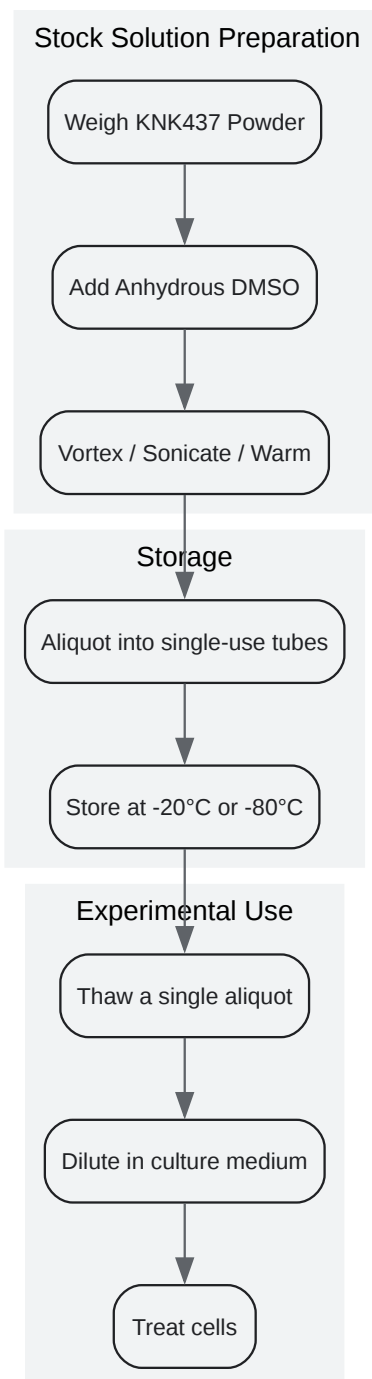 Stock Solution Preparation
Weigh KNK437 Powder
Add Anhydrous DMSO
Vortex / Sonicate / Warm
Storage
Aliquot into single-use tubes
Store at -20°C or -80°C
Experimental Use
Thaw a single aliquot
Dilute in culture medium
Treat cells